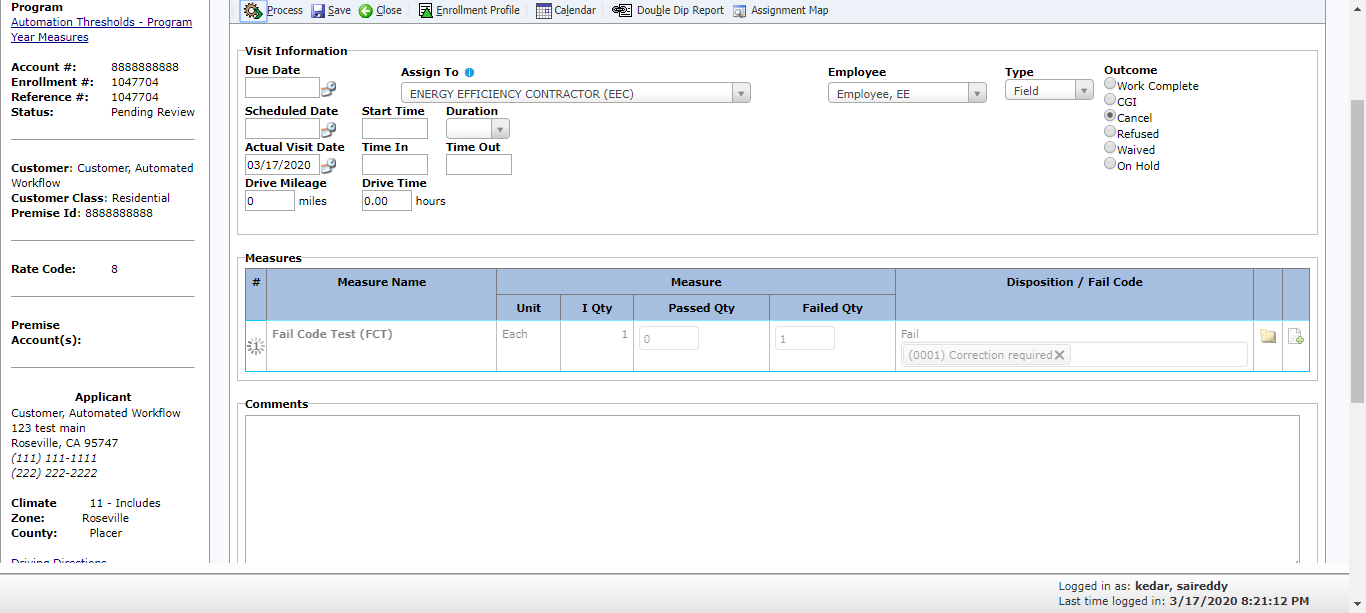 Program
Automation Thresholds - Program
Year Measures
Account #: 8888888888
Enrollment #: 1047704
Reference #: 1047704
Status: Pending Review
Customer: Customer, Automated
Workflow
Customer Class: Residential
Premise Id: 8888888888
Rate Code: 8
Premise
Account(s):
Applicant
Customer, Automated Workflow
123 test main
Roseville, CA 95747
(111) 111-1111
(222) 222-2222
Climate 11 - Includes
Zone: Roseville
County: Placer
Driving Directions
Process Save Close Enrollment Profile Calendar Double Dip Report Assignment Map
Visit Information
Due Date Assign To Employee Type Outcome
ENERGY EFFICIENCY CONTRACTOR (EEC) Employee, EE Field
Work Complete
CGI
Cancel
Refused
Waived
On Hold
Scheduled Date Start Time Duration
Actual Visit Date Time In Time Out
03/17/2020
Drive Mileage Drive Time
0 miles 0.00 hours
Measures
# Measure Name Measure Disposition / Fail Code
Unit I Qty Passed Qty Failed Qty
1 Fail Code Test (FCT) Each 1 0 1 Fail
(0001) Correction required
Comments
Logged in as: kedar, saireddy
Last time logged in: 3/17/2020 8:21:12 PM